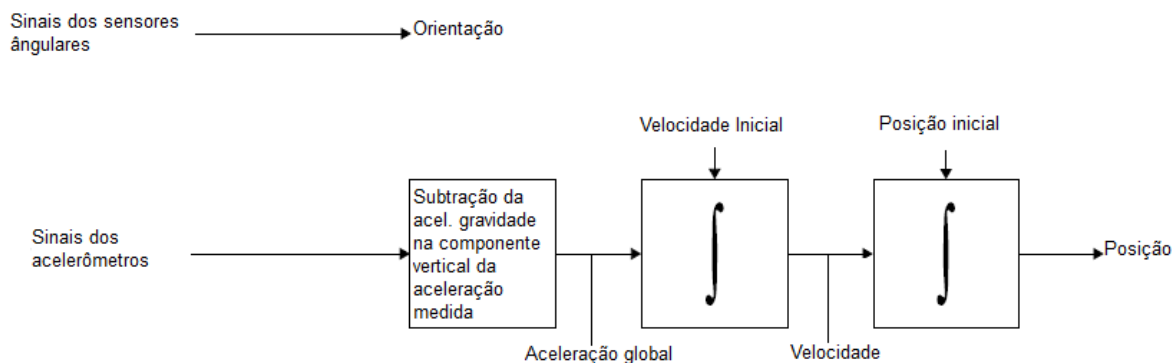 Sinais dos sensores
ângulares
Orientação
Velocidade Inicial
Posição inicial
Subtração da
acel. gravidade
na componente
vertical da
aceleração
medida
Sinais dos
acelerômetros
Posição
Aceleração global
Velocidade